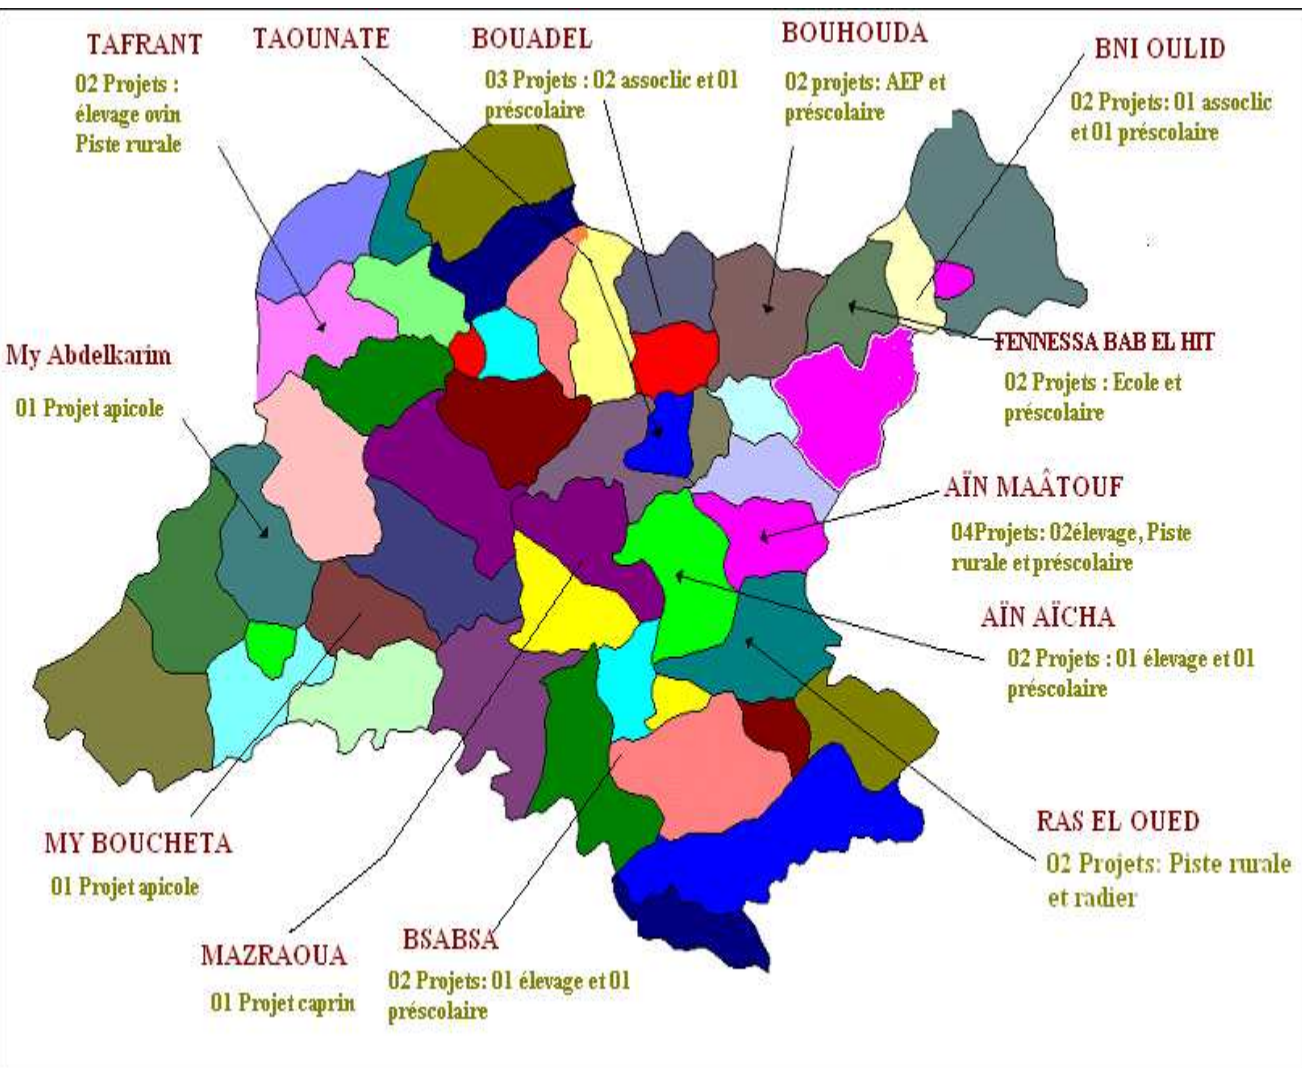 TAFRANT
02 Projets :
élevage ovin
Piste rurale
TAOUNATE
BOUADEL
03 Projets : 02 assoclic et 01
préscolaire
BOUHOUDA
02 projets: AEP et
préscolaire
BNI OULID
02 Projets: 01 assoclic
et 01 préscolaire
My Abdelkarim
01 Projet apicole
FENNESSA BAB EL HIT
02 Projets : Ecole et
préscolaire
AÏN MAÂTOUF
04Projets: 02élevage, Piste
rurale et préscolaire
AÏN AÏCHA
02 Projets : 01 élevage et 01
préscolaire
RAS EL OUED
02 Projets: Piste rurale
et radier
MY BOUCHETA
01 Projet apicole
MAZRAOUA
01 Projet caprin
BSABSA
02 Projets: 01 élevage et 01
préscolaire